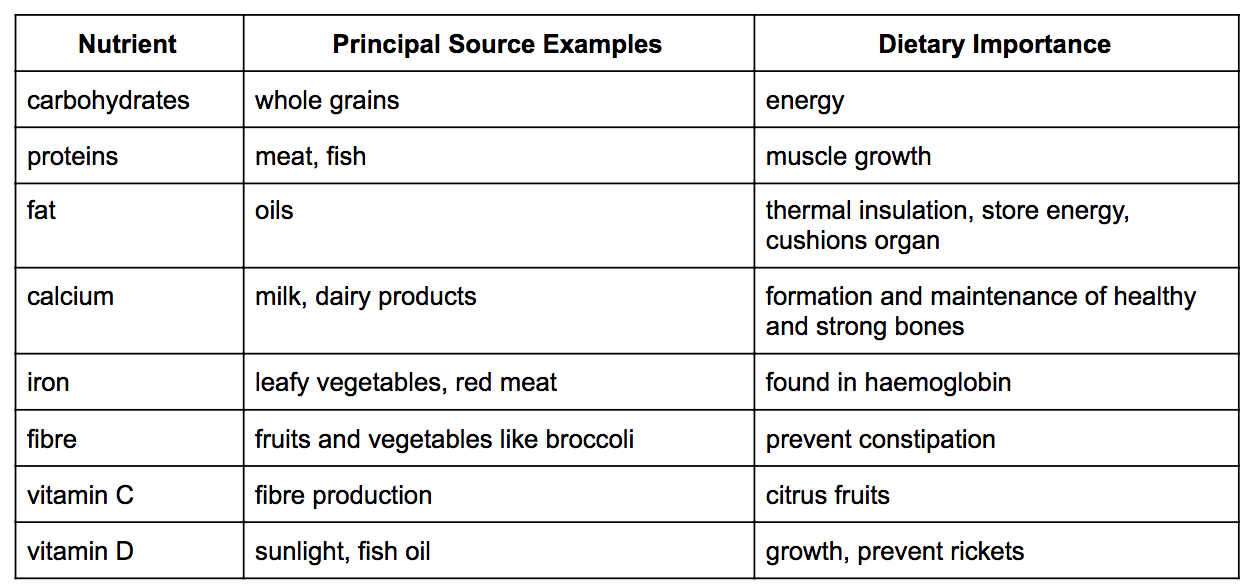 Nutrient Principal Source Examples Dietary Importance
carbohydrates whole grains energy
proteins meat, fish muscle growth
fat oils thermal insulation, store energy,
cushions organ
calcium milk, dairy products formation and maintenance of healthy
and strong bones
iron leafy vegetables, red meat found in haemoglobin
fibre fruits and vegetables like broccoli prevent constipation
vitamin C fibre production citrus fruits
vitamin D sunlight, fish oil growth, prevent rickets